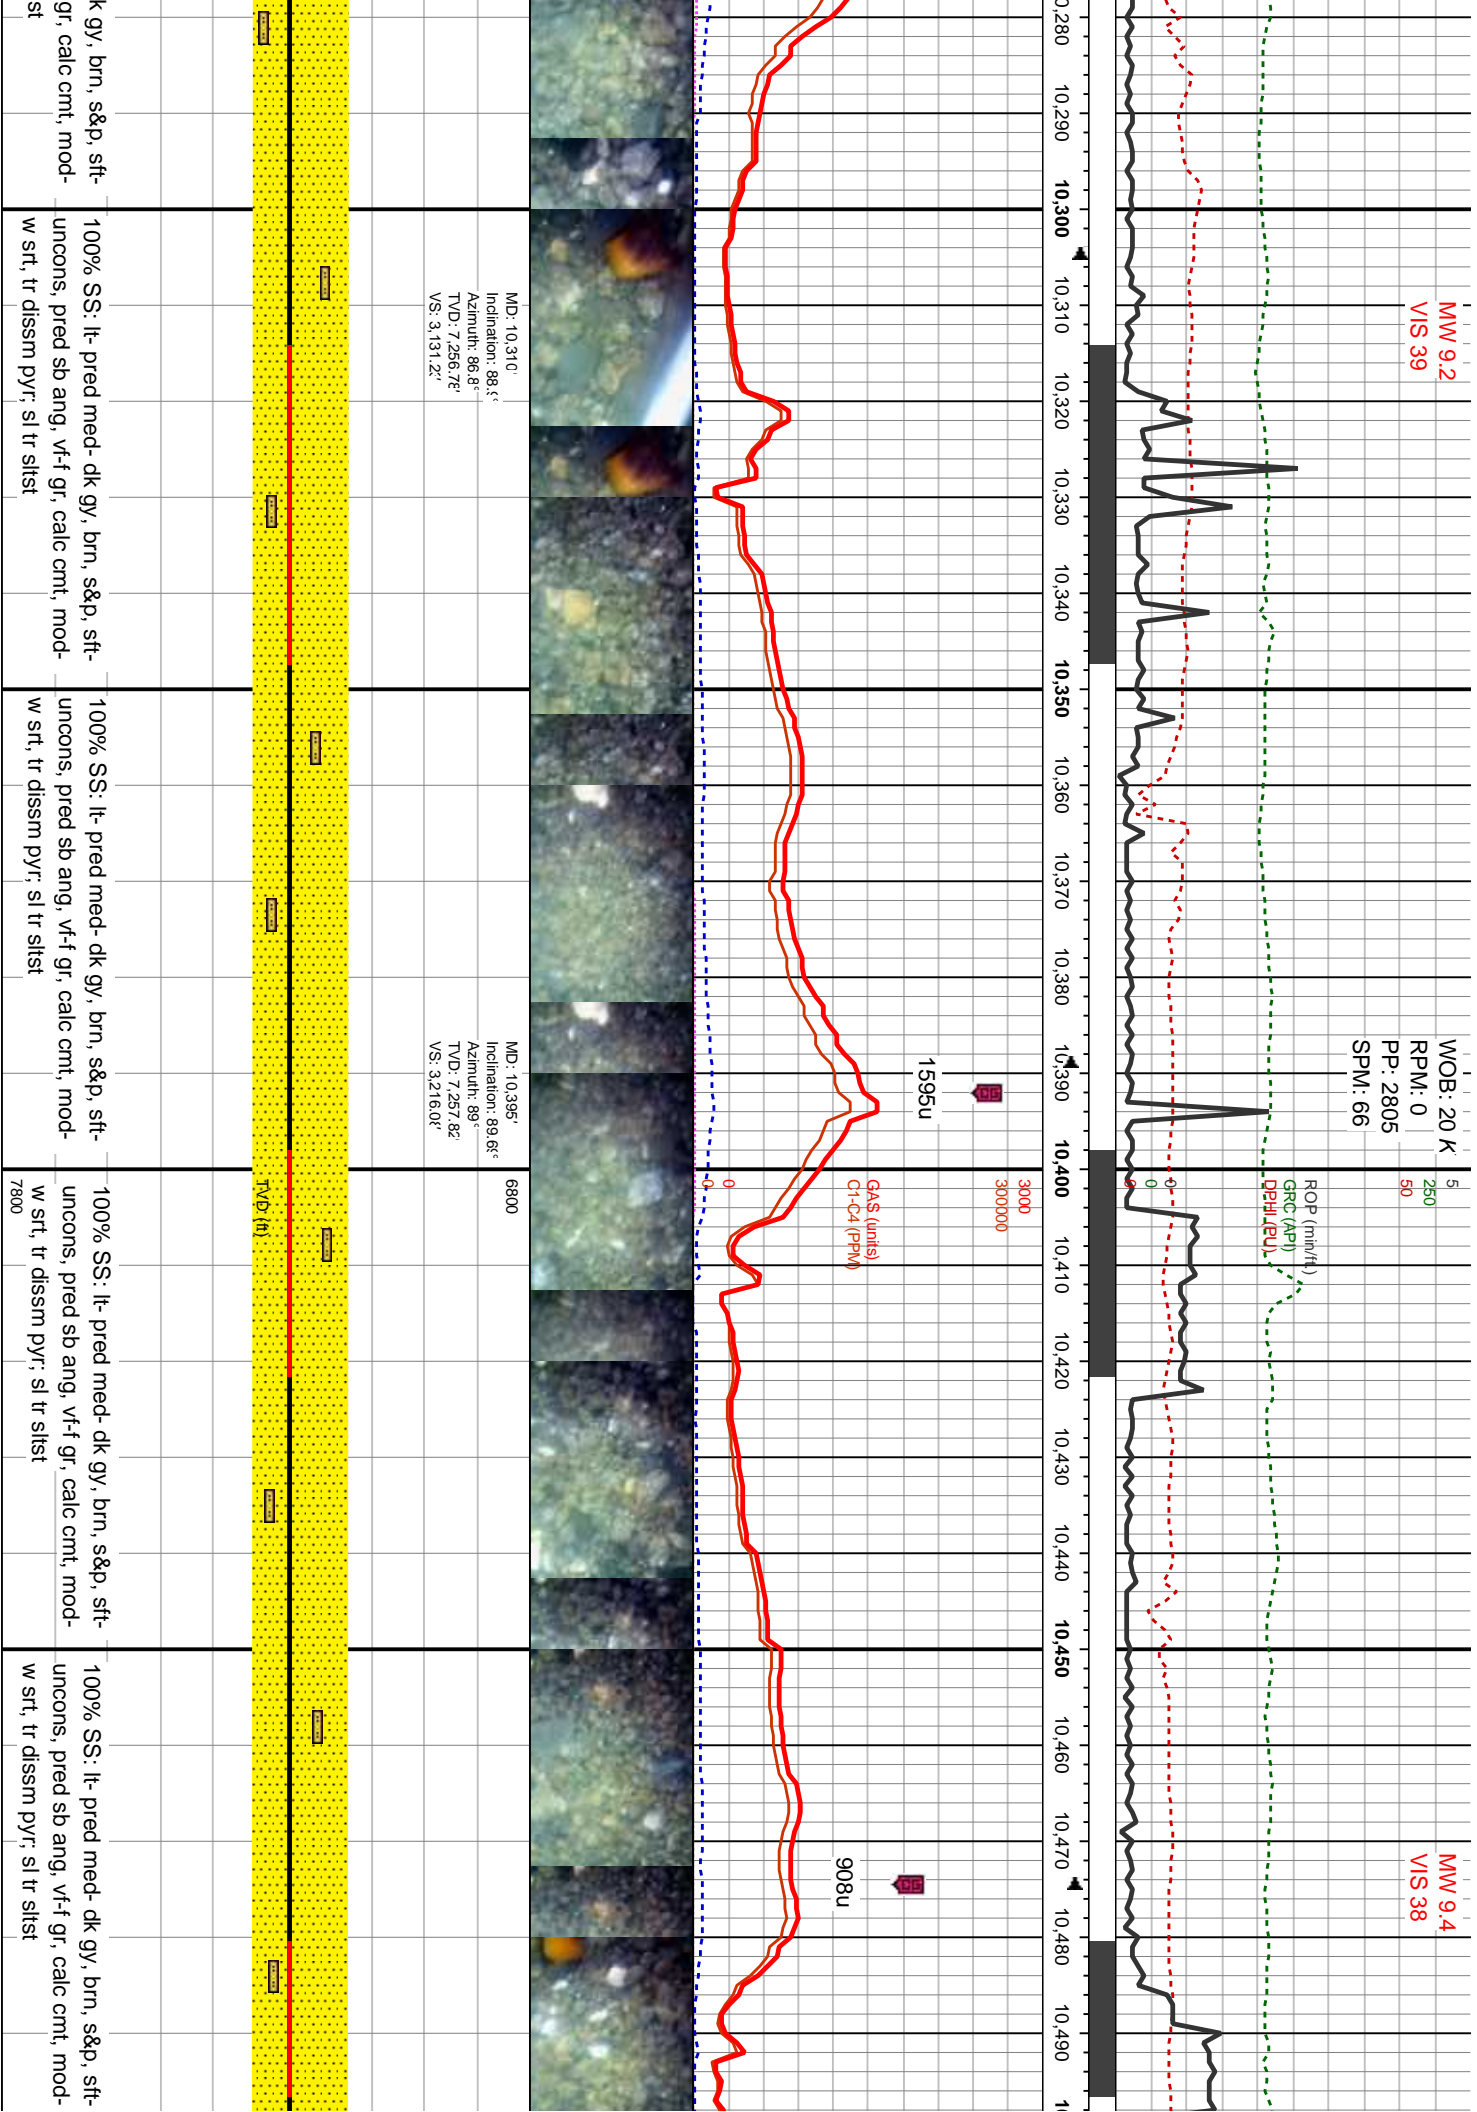 MW 9.2
VIS 39
WOB: 20 K
RPM: 0
PP: 2805
SPM: 66
MW 9.4
VIS 38
5
250
50
ROP (min/ft.)
GRC (API)
DPHI (PU)
0
0
0
10,290
10,300
10,310
10,320
10,330
10,340
10,350
10,360
10,370
10,380
10,390
10,400
10,410
10,420
10,430
10,440
10,450
10,460
10,470
10,480
10,490
3000
300000
GAS (units)
C1-C4 (PPM)
0
0
1595u
908u
MD: 10,310'
Inclination: 88.9°
Azimuth: 86.8°
TVD: 7,256.78'
VS: 3,131.23'
MD: 10,395'
Inclination: 89.69°
Azimuth: 89°
TVD: 7,257.82'
6800
TVD (ft)
7800
k gy, brn, s&p, sft-
gr, calc cmt, mod-
st
100% SS: lt- pred med- dk gy, brn, s&p, sft-
uncons, pred sb ang, vf-f gr, calc cmt, mod-
w srt, tr dissm pyr; sl tr sltst
100% SS: lt- pred med- dk gy, brn, s&p, sft-
uncons, pred sb ang, vf-f gr, calc cmt, mod-
w srt, tr dissm pyr; sl tr sltst
100% SS: lt- pred med- dk gy, brn, s&p, sft-
uncons, pred sb ang, vf-f gr, calc cmt, mod-
w srt, tr dissm pyr; sl tr sltst
100% SS: lt- pred med- dk gy, brn, s&p, sft-
uncons, pred sb ang, vf-f gr, calc cmt, mod-
w srt, tr dissm pyr; sl tr sltst